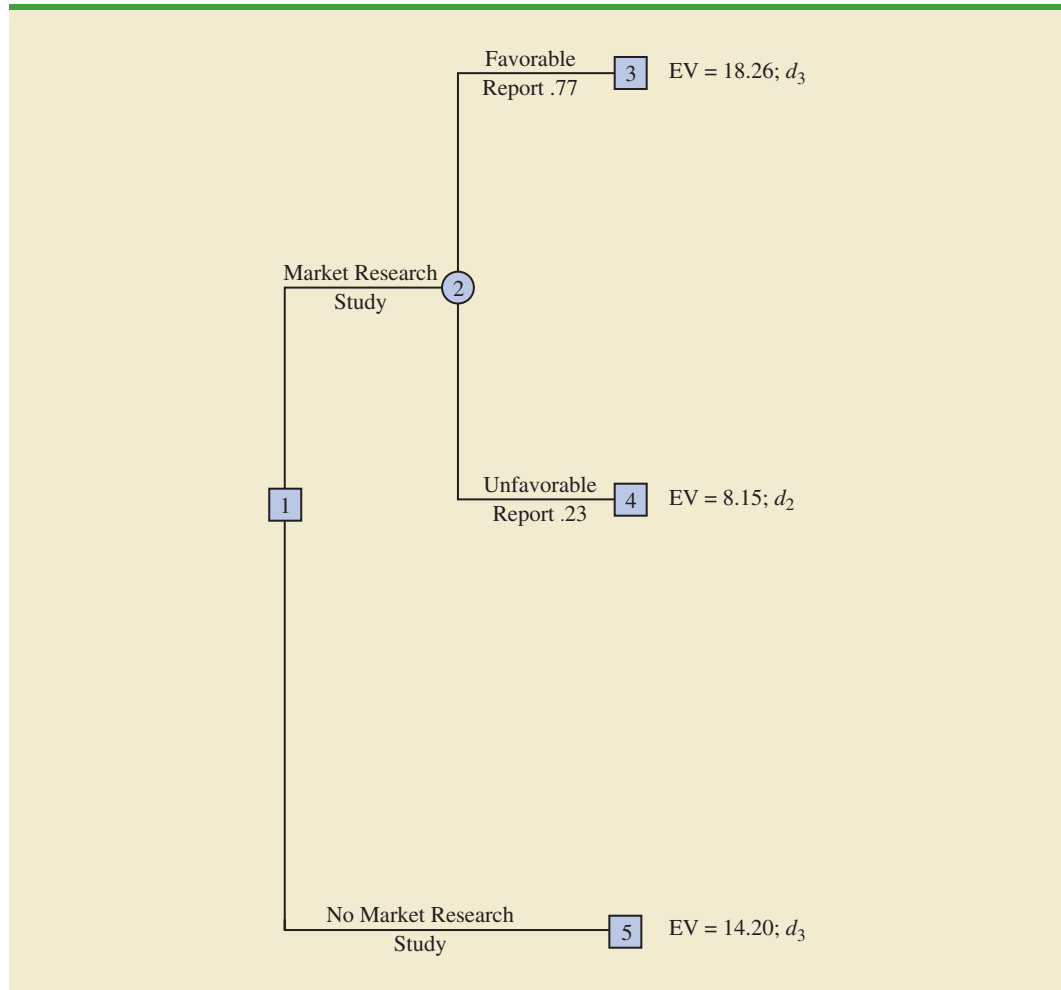 Favorable
Report .77
3
EV = 18.26; d₃
Market Research
Study
2
Unfavorable
Report .23
4
EV = 8.15; d₂
1
No Market Research
Study
5
EV = 14.20; d₃